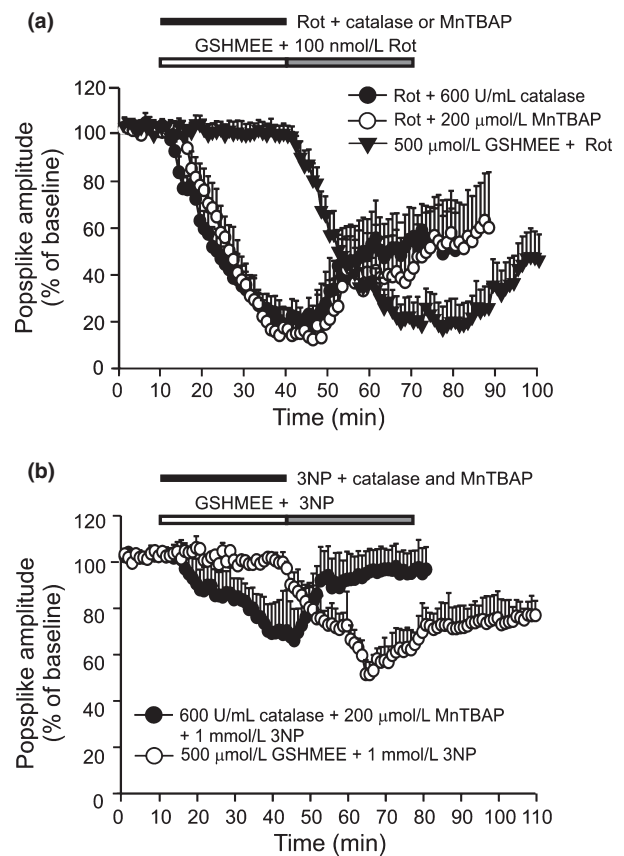 (a)
Rot + catalase or MnTBAP
GSHMEE + 100 nmol/L Rot
Rot + 600 U/mL catalase
Rot + 200 μmol/L MnTBAP
500 μmol/L GSHMEE + Rot
Popsplike amplitude
(% of baseline)
120
100
80
60
40
20
0
0 10 20 30 40 50 60 70 80 90 100
Time (min)
(b)
3NP + catalase and MnTBAP
GSHMEE + 3NP
Popsplike amplitude
(% of baseline)
120
100
80
60
40
20
0
600 U/mL catalase + 200 μmol/L MnTBAP
+ 1 mmol/L 3NP
500 μmol/L GSHMEE + 1 mmol/L 3NP
0 10 20 30 40 50 60 70 80 90 100 110
Time (min)